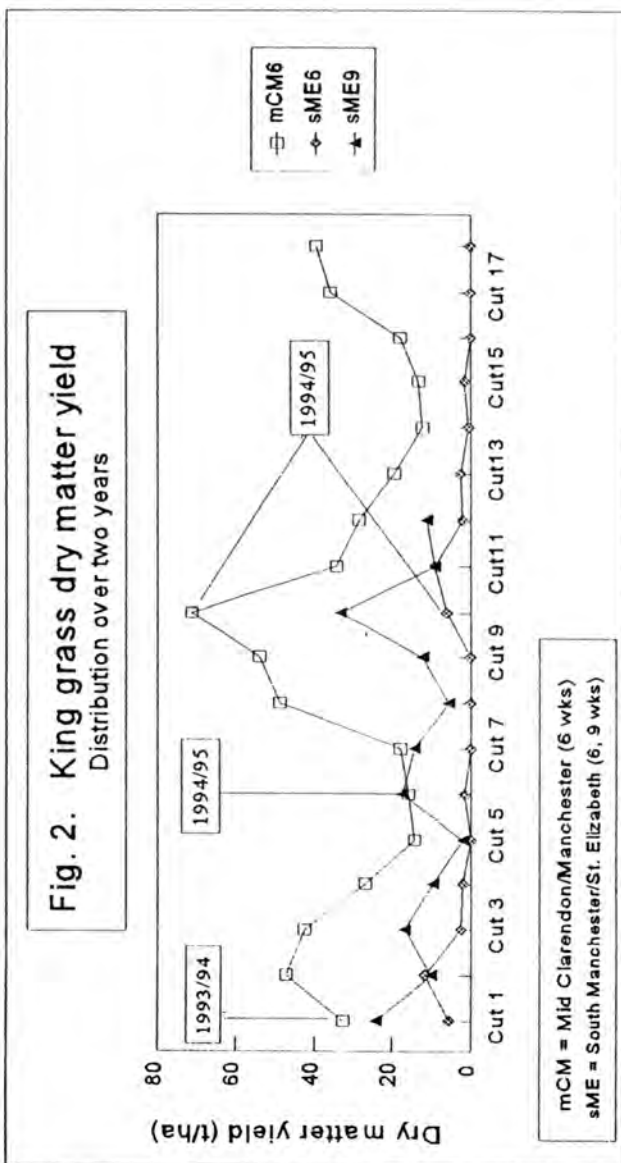 Fig. 2. King grass dry matter yield
Distribution over two years
1993/94
1994/95
1994/95
Dry matter yield (t/ha)
80
60
40
20
0
Cut 1
Cut 3
Cut 5
Cut 7
Cut 9
Cut11
Cut13
Cut15
Cut 17
mCM6
sME6
sME9
mCM = Mid Clarendon/Manchester (6 wks)
sME = South Manchester/St. Elizabeth (6, 9 wks)